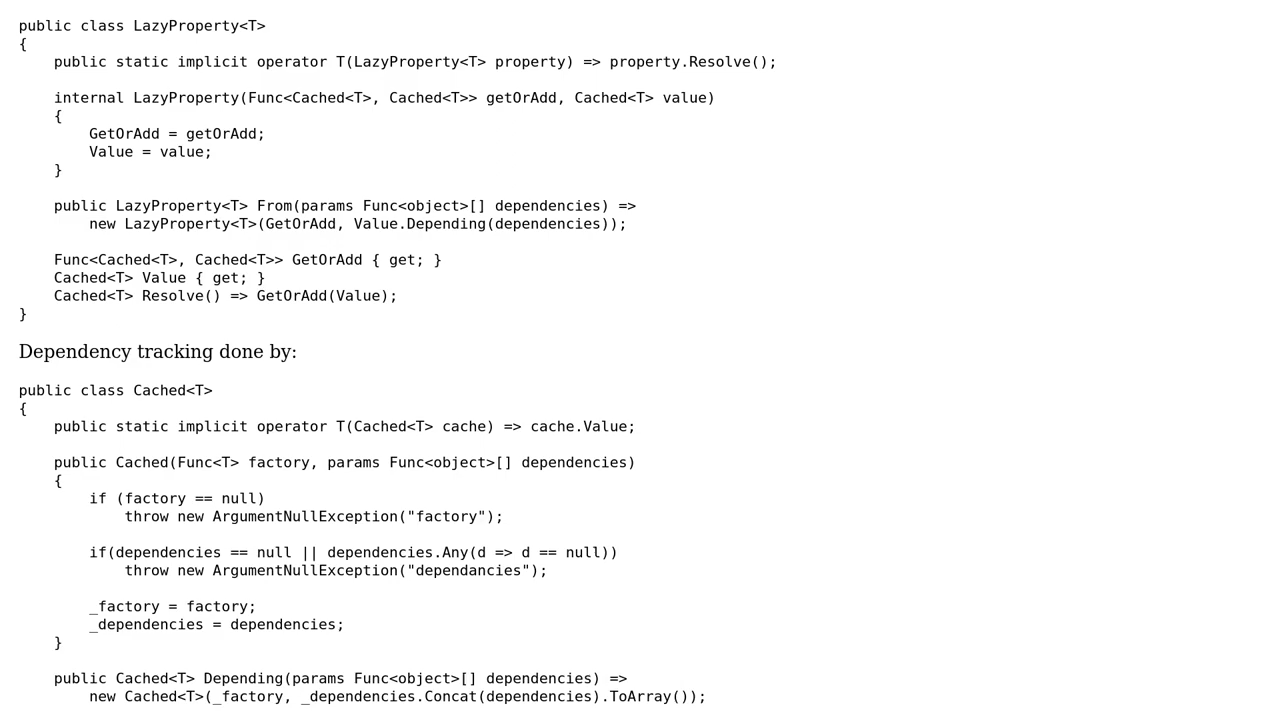 public class LazyProperty<T>
{
    public static implicit operator T(LazyProperty<T> property) => property.Resolve();

    internal LazyProperty(Func<Cached<T>, Cached<T>> getOrAdd, Cached<T> value)
    {
        GetOrAdd = getOrAdd;
        Value = value;
    }

    public LazyProperty<T> From(params Func<object>[] dependencies) =>
        new LazyProperty<T>(GetOrAdd, Value.Depending(dependencies));

    Func<Cached<T>, Cached<T>> GetOrAdd { get; }
    Cached<T> Value { get; }
    Cached<T> Resolve() => GetOrAdd(Value);
}
Dependency tracking done by:
public class Cached<T>
{
    public static implicit operator T(Cached<T> cache) => cache.Value;

    public Cached(Func<T> factory, params Func<object>[] dependencies)
    {
        if (factory == null)
            throw new ArgumentNullException("factory");

        if(dependencies == null || dependencies.Any(d => d == null))
            throw new ArgumentNullException("dependancies");

        _factory = factory;
        _dependencies = dependencies;
    }

    public Cached<T> Depending(params Func<object>[] dependencies) =>
        new Cached<T>(_factory, _dependencies.Concat(dependencies).ToArray());